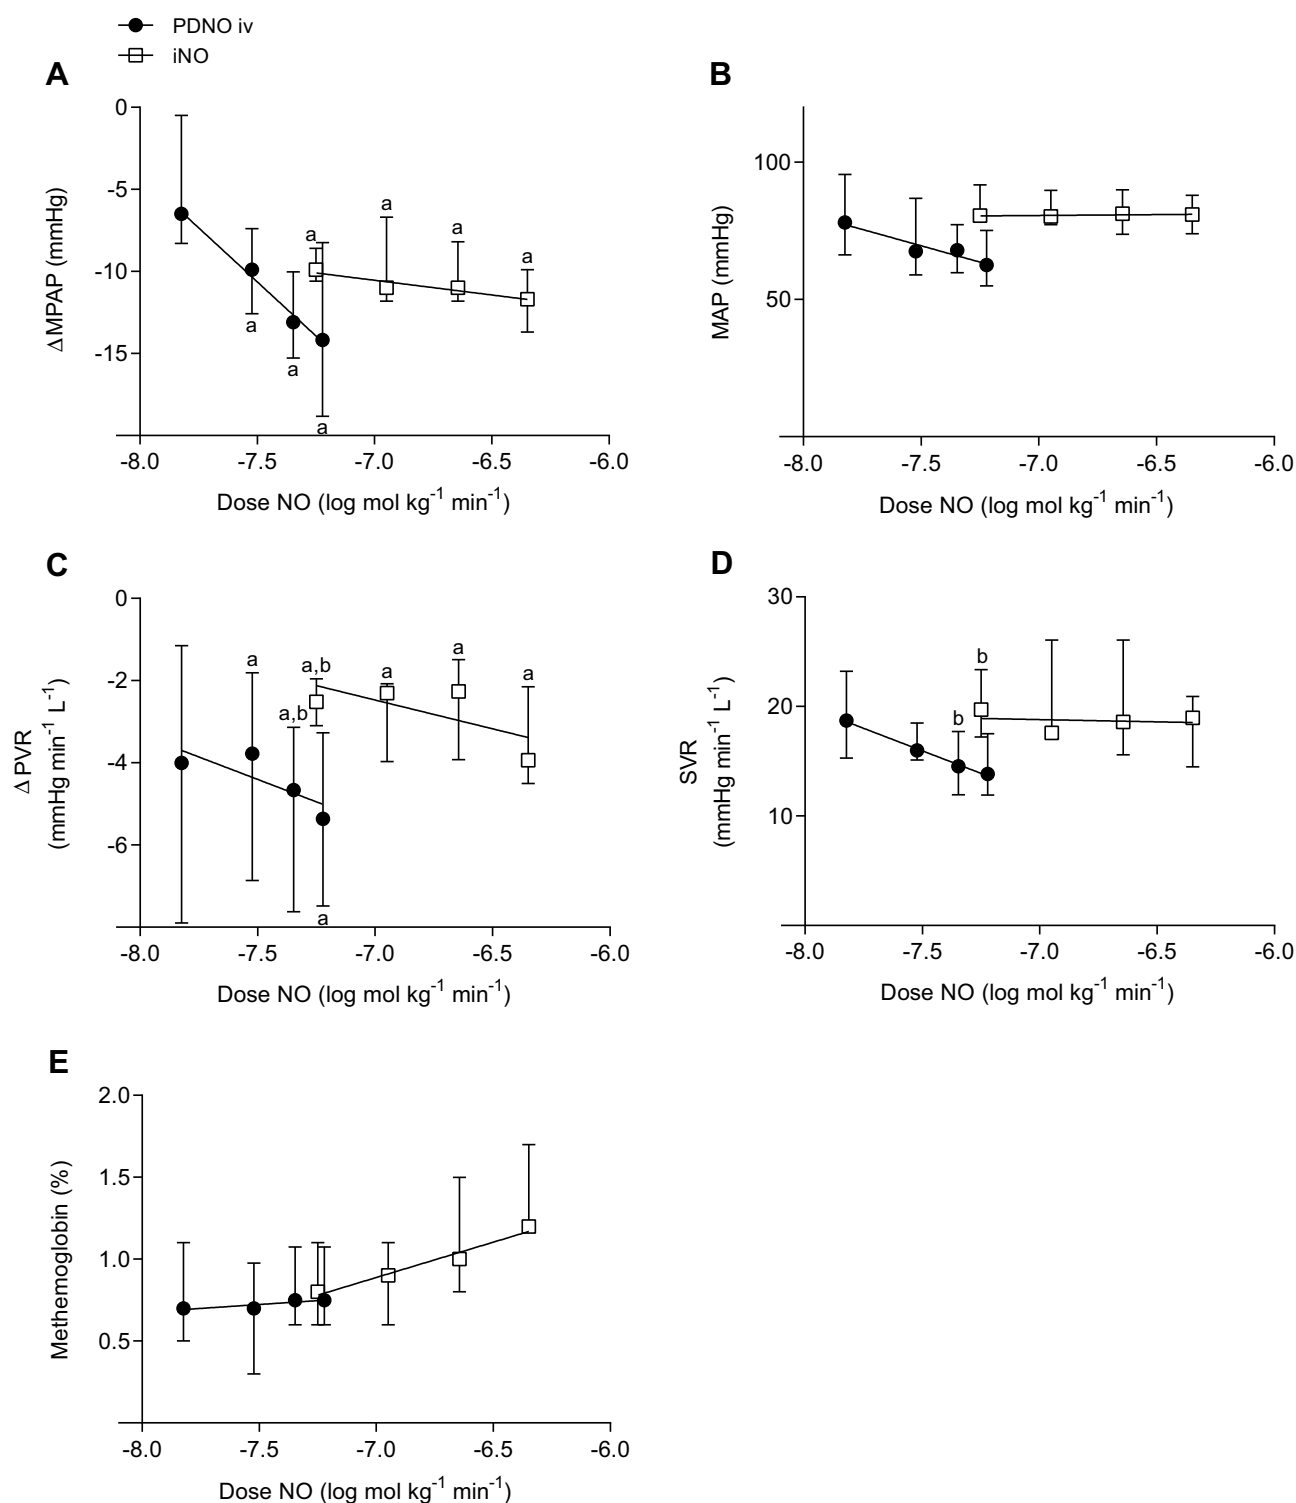 PDNO iv
iNO
A
0
-5
-10
-15
ΔMPAP (mmHg)
a
a
a
a
a
a
a
-8.0 -7.5 -7.0 -6.5 -6.0
Dose NO (log mol kg⁻¹ min⁻¹)
B
100
50
MAP (mmHg)
-8.0 -7.5 -7.0 -6.5 -6.0
Dose NO (log mol kg⁻¹ min⁻¹)
C
0
-2
-4
-6
Δ PVR
(mmHg min⁻¹ L⁻¹)
a
a,b
a,b
a
a
a
a
-8.0 -7.5 -7.0 -6.5 -6.0
Dose NO (log mol kg⁻¹ min⁻¹)
D
30
20
10
SVR
(mmHg min⁻¹ L⁻¹)
b
b
-8.0 -7.5 -7.0 -6.5 -6.0
Dose NO (log mol kg⁻¹ min⁻¹)
E
2.0
1.5
1.0
0.5
Methemoglobin (%)
-8.0 -7.5 -7.0 -6.5 -6.0
Dose NO (log mol kg⁻¹ min⁻¹)